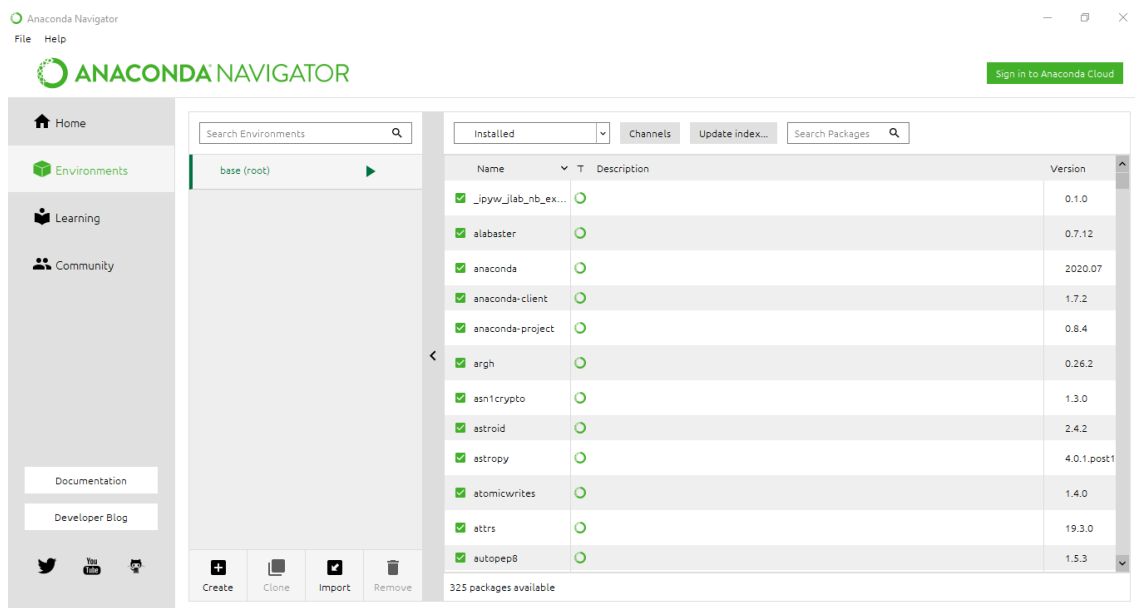 Anaconda Navigator
File Help
ANACONDA NAVIGATOR
Sign in to Anaconda Cloud
Home
Environments
Learning
Community
Documentation
Developer Blog
You
Tube
Search Environments
base (root)
Create Clone Import Remove
Installed Channels Update index... Search Packages
Name T Description Version
_ipyw_jlab_nb_ex... 0.1.0
alabaster 0.7.12
anaconda 2020.07
anaconda-client 1.7.2
anaconda-project 0.8.4
argh 0.26.2
asn1crypto 1.3.0
astroid 2.4.2
astropy 4.0.1.post1
atomicwrites 1.4.0
attrs 19.3.0
autopep8 1.5.3
325 packages available